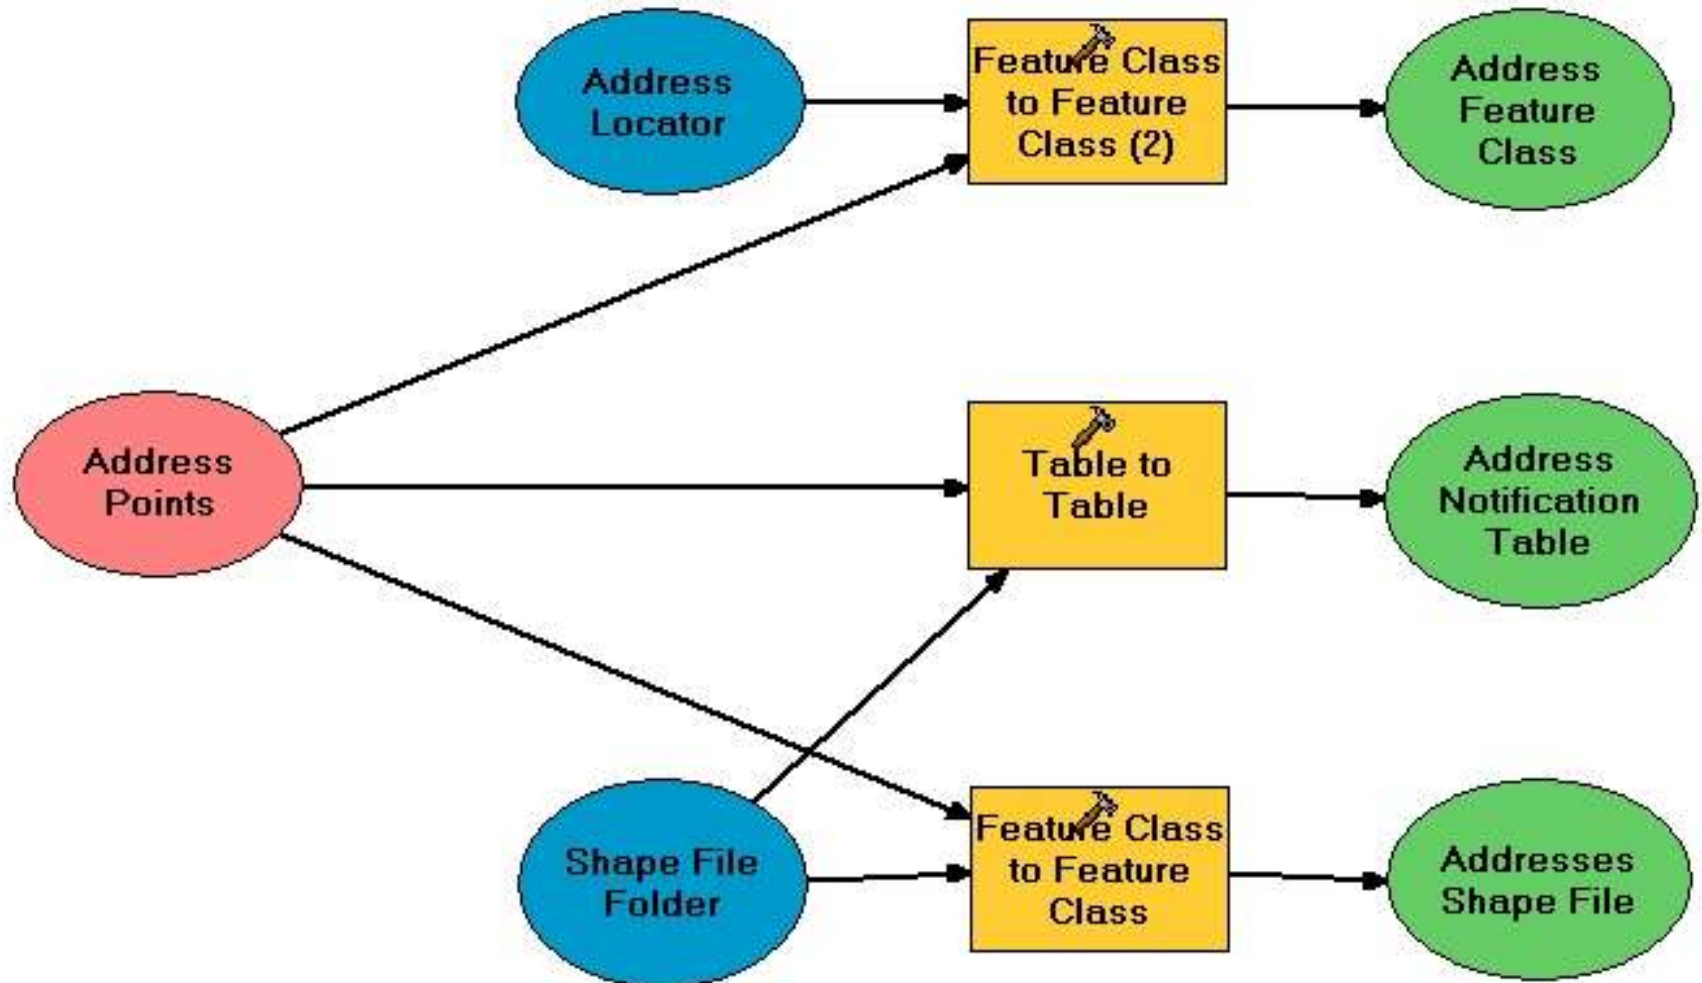 Address
Locator
Feature Class
to Feature
Class (2)
Address
Feature
Class
Address
Points
Table to
Table
Address
Notification
Table
Shape File
Folder
Feature Class
to Feature
Class
Addresses
Shape File